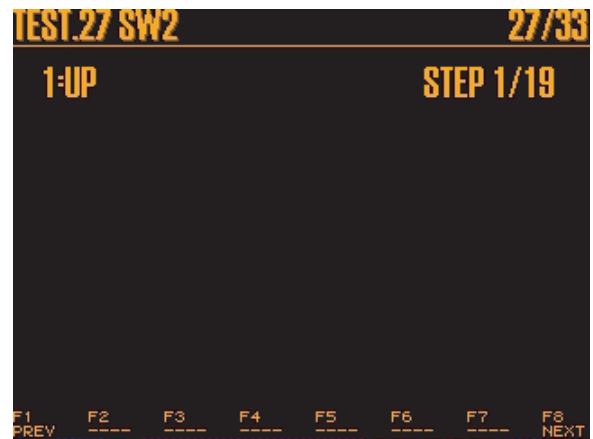 TEST.27 SW2 27/33
1:UP STEP 1/19
F1 F2 F3 F4 F5 F6 F7 F8
PREV ---- ---- ---- ---- ---- ---- NEXT